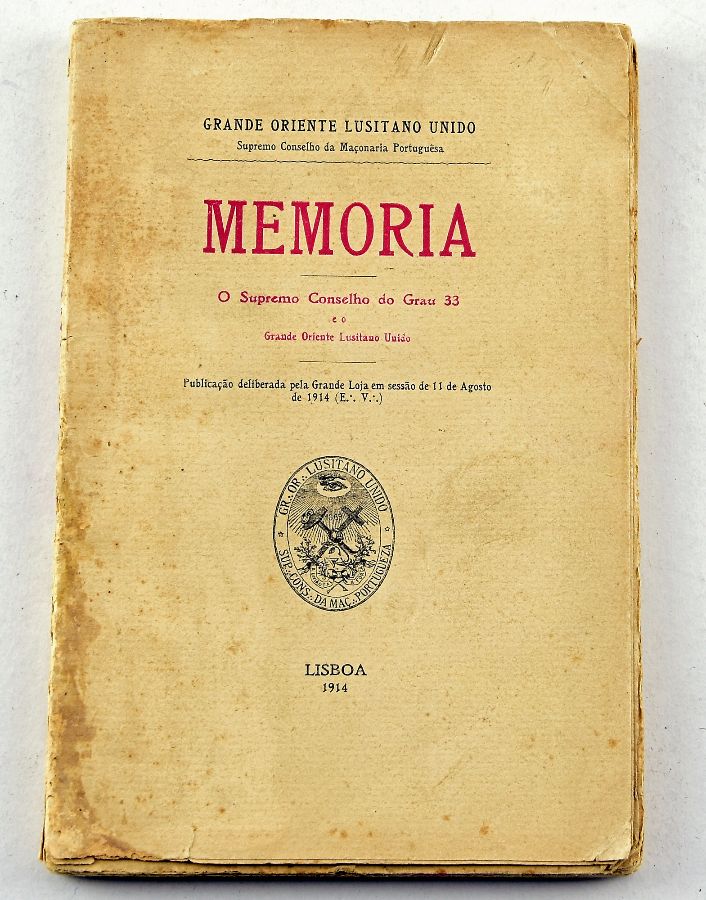 GRANDE ORIENTE LUSITANO UNIDO
Supremo Conselho da Maçonaria Portuguêsa
MEMORIA
O Supremo Conselho do Grau 33
e o
Grande Oriente Lusitano Unido
Publicação deliberada pela Grande Loja em sessão de 11 de Agosto
de 1914 (E.·. V.·.)
GR.·. OR.·. LUSITANO UNIDO
SUP.·. CONS.·. DA MAÇ.·. PORTUGUEZA
LISBOA
1914